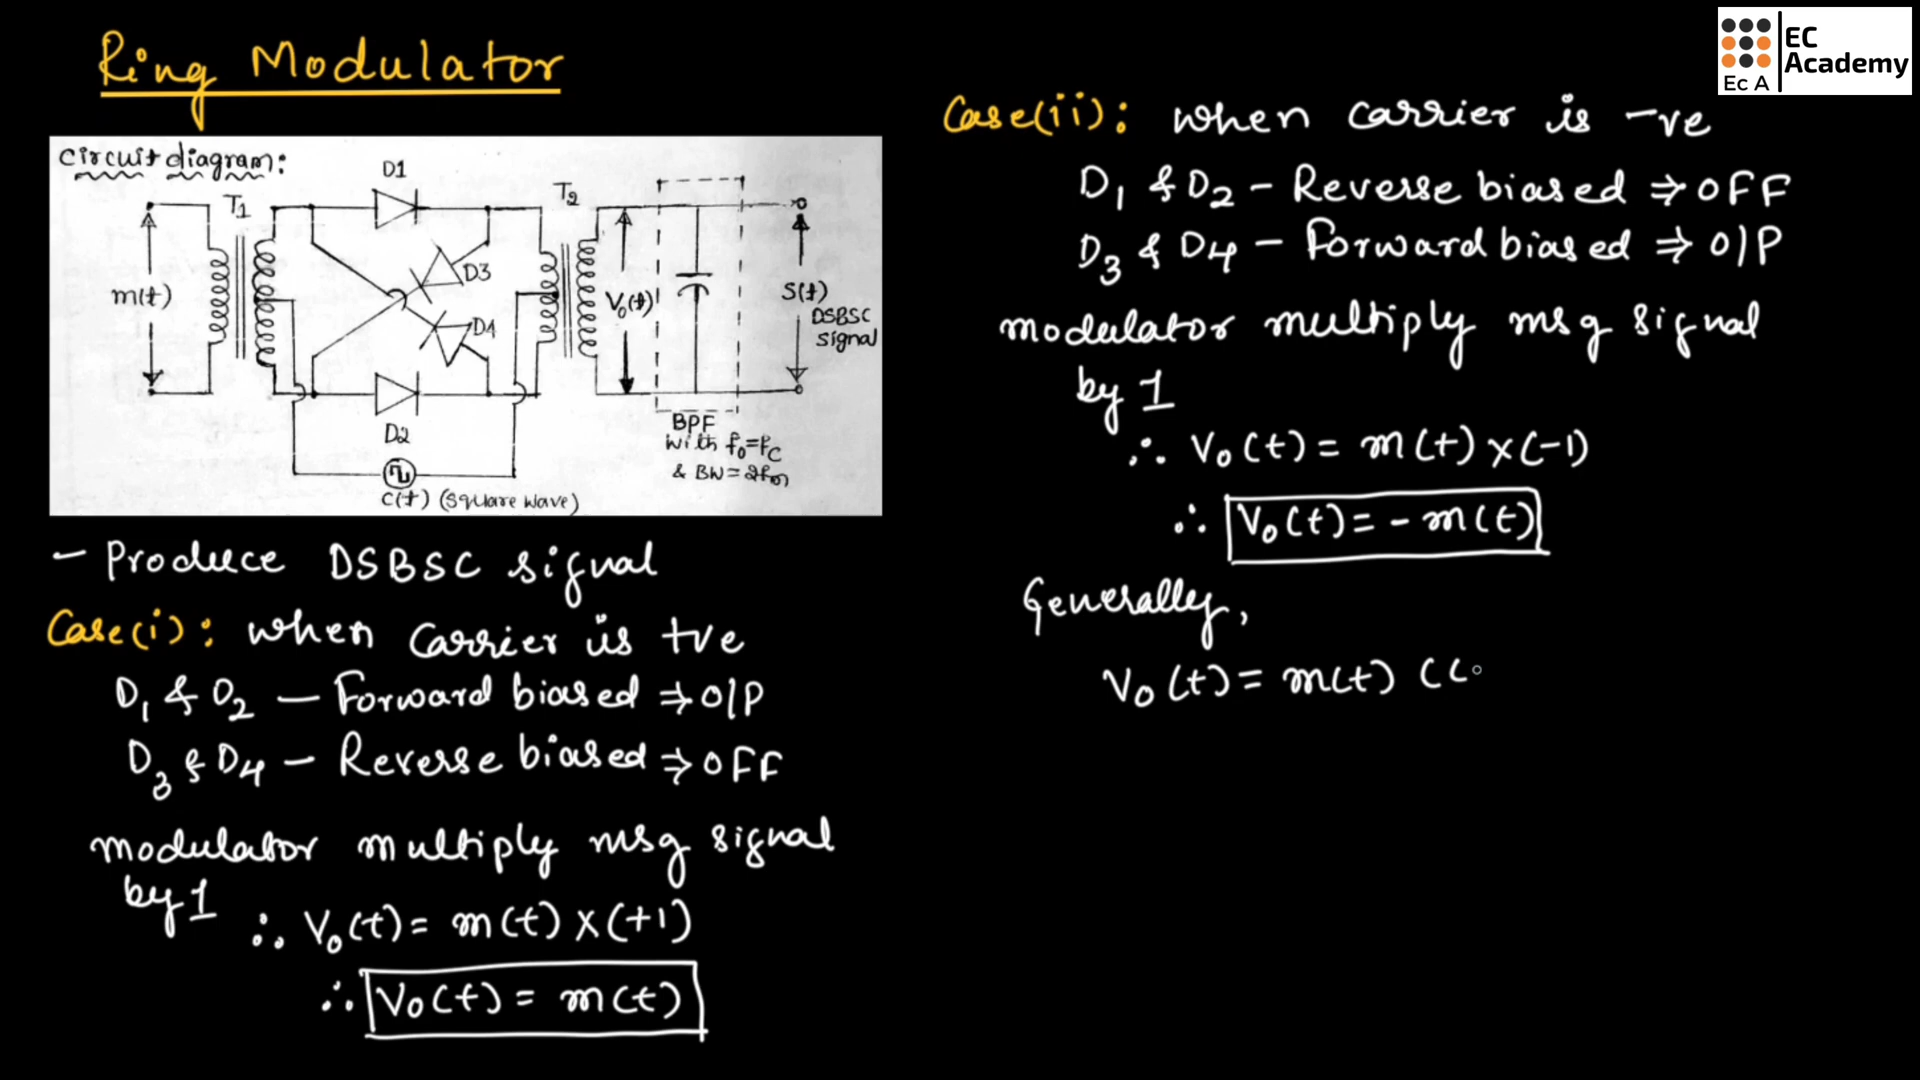 Ring Modulator
Circuit diagram:
D1
T1
T2
D3
m(t)
V₀(t)
S(t)
D4
DSBSC
signal
D2
BPF
with f₀=fc
& BW=2fm
C(t) (Square wave)
- Produce DSBSC signal
Case(i): when carrier is +ve
D₁ & D₂ - Forward biased ⇒ O/P
D₃ & D₄ - Reverse biased ⇒ OFF
modulator multiply msg signal
by 1
∴ V₀(t) = m(t) × (+1)
∴ V₀(t) = m(t)
EC
Academy
Ec A
Case(ii): when carrier is -ve
D₁ & D₂ - Reverse biased ⇒ OFF
D₃ & D₄ - Forward biased ⇒ O/P
modulator multiply msg signal
by 1
∴ V₀(t) = m(t) × (-1)
∴ V₀(t) = - m(t)
Generally,
V₀(t) = m(t) C(